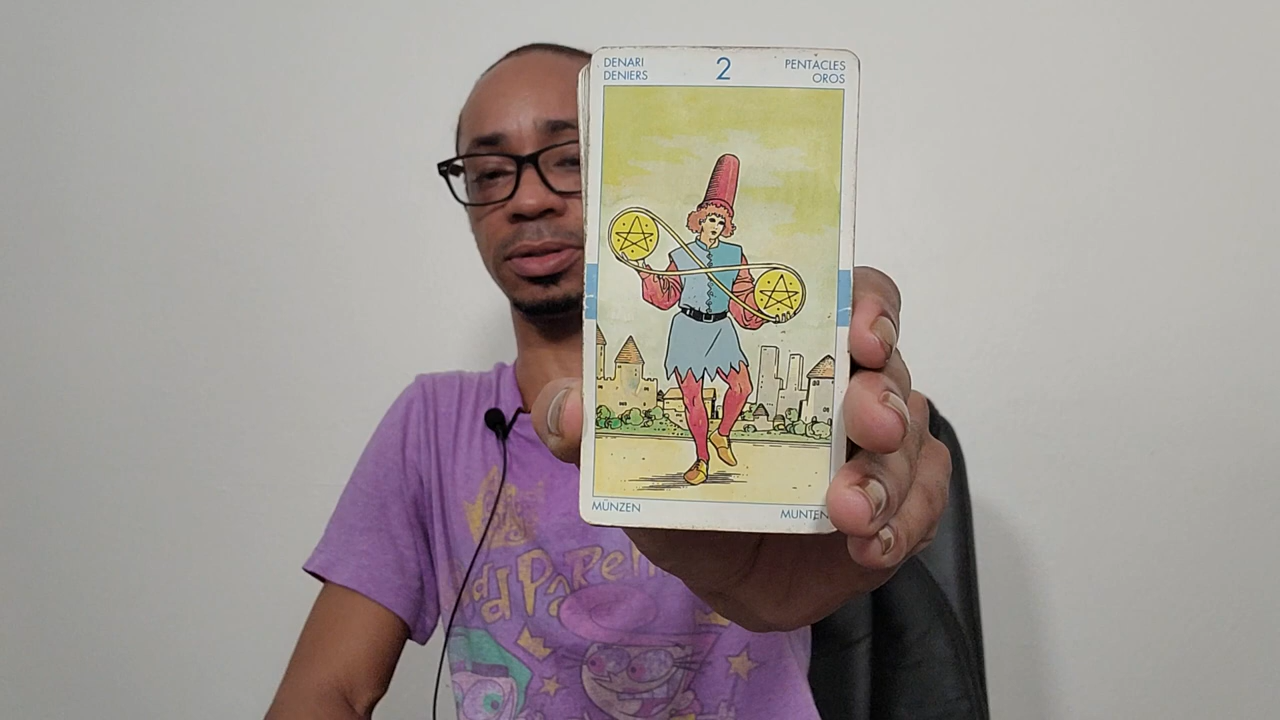 DENARI
DENIERS
2
PENTACLES
OROS
MÜNZEN
MUNTEN